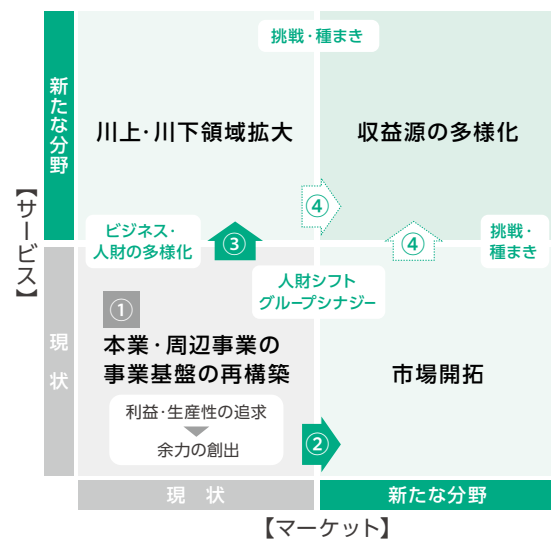 挑戦・種まき
新たな分野
川上・川下領域拡大
収益源の多様化
【サービス】
④
ビジネス・
人財の多様化
③
④
挑戦・
種まき
人財シフト
グループシナジー
①
現 状
本業・周辺事業の
事業基盤の再構築
市場開拓
利益・生産性の追求
余力の創出
②
現 状
新たな分野
【マーケット】